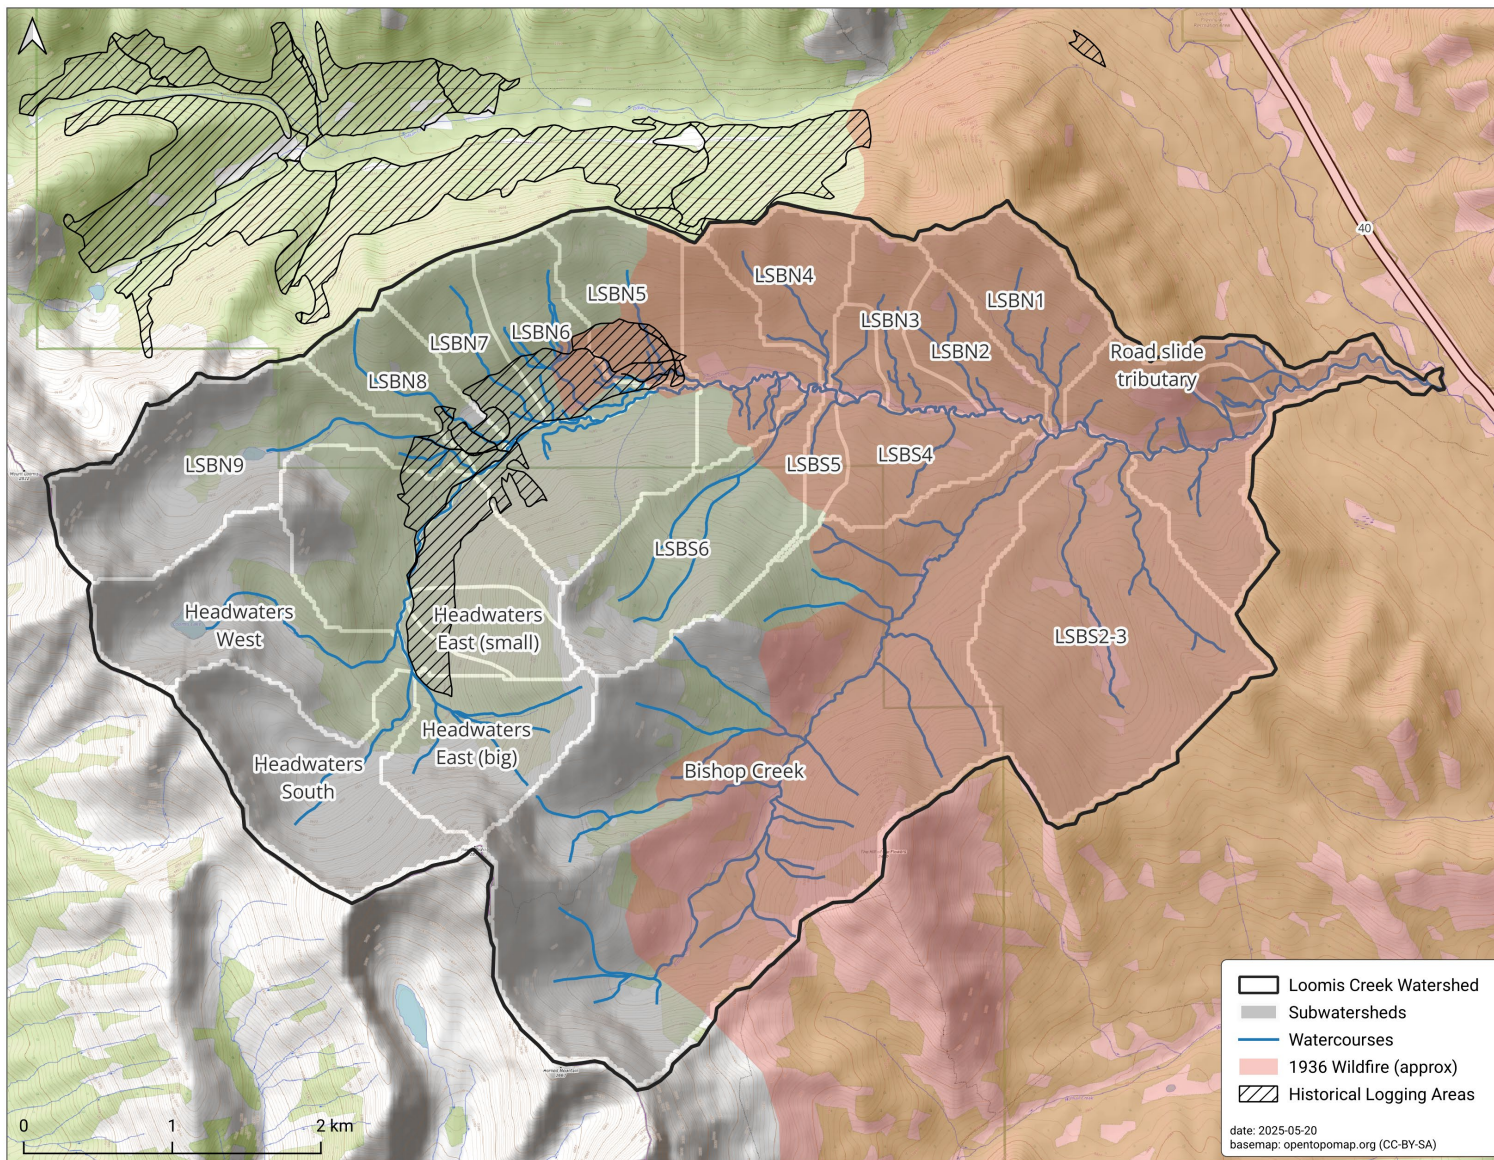 40
LSBN4
LSBN5
LSBN1
LSBN3
LSBN6
LSBN7
LSBN2
Road slide
tributary
LSBN8
LSBS4
LSBN9
LSBS5
LSBS6
Headwaters
West
Headwaters
East (small)
LSBS2-3
Headwaters
East (big)
Headwaters
South
Bishop Creek
Loomis Creek Watershed
Subwatersheds
Watercourses
1936 Wildfire (approx)
Historical Logging Areas
0 1 2 km
date: 2025-05-20
basemap: opentopomap.org (CC-BY-SA)